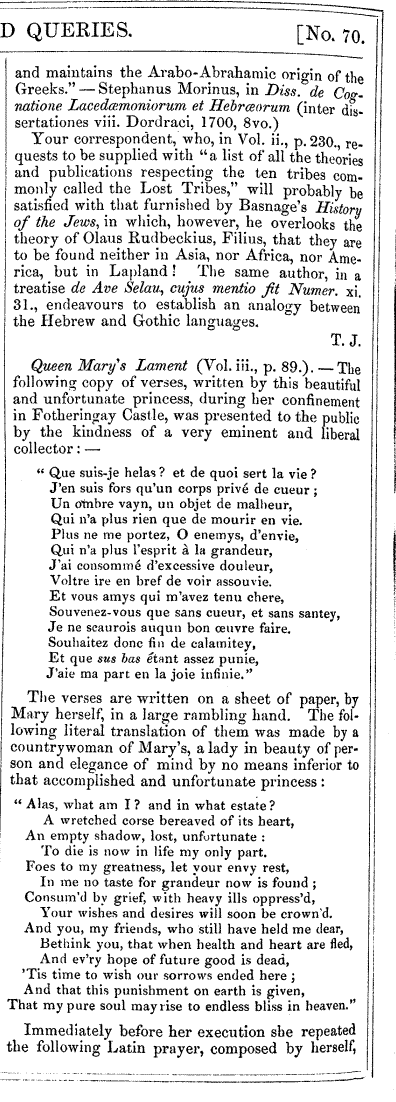 D QUERIES. [No. 70.
and maintains the Arabo-Abrahamic origin of the
Greeks.” — Stephanus Morinus, in Diss. de Cog-
natione Lacedæmoniorum et Hebræorum (inter dis-
sertationes viii. Dordraci, 1700, 8vo.)
Your correspondent, who, in Vol. ii., p. 230., re-
quests to be supplied with “a list of all the theories
and publications respecting the ten tribes com-
monly called the Lost Tribes,” will probably be
satisfied with that furnished by Basnage's History
of the Jews, in which, however, he overlooks the
theory of Olaus Rudbeckius, Filius, that they are
to be found neither in Asia, nor Africa, nor Ame-
rica, but in Lapland! The same author, in a
treatise de Ave Selau, cujus mentio fit Numer. xi.
31., endeavours to establish an analogy between
the Hebrew and Gothic languages.
T. J.
Queen Mary's Lament (Vol. iii., p. 89.). — The
following copy of verses, written by this beautiful
and unfortunate princess, during her confinement
in Fotheringay Castle, was presented to the public
by the kindness of a very eminent and liberal
collector: —
“ Que suis-je helas? et de quoi sert la vie?
J'en suis fors qu'un corps privé de cueur;
Un ombre vayn, un objet de malheur,
Qui n'a plus rien que de mourir en vie.
Plus ne me portez, O enemys, d'envie,
Qui n'a plus l'esprit à la grandeur,
J'ai consommé d'excessive douleur,
Voltre ire en bref de voir assouvie.
Et vous amys qui m'avez tenu chere,
Souvenez-vous que sans cueur, et sans santey,
Je ne scaurois auqun bon œuvre faire.
Souhaitez donc fin de calamitey,
Et que sus bas étant assez punie,
J'aie ma part en la joie infinie.”
The verses are written on a sheet of paper, by
Mary herself, in a large rambling hand. The fol-
lowing literal translation of them was made by a
countrywoman of Mary's, a lady in beauty of per-
son and elegance of mind by no means inferior to
that accomplished and unfortunate princess:
“ Alas, what am I? and in what estate?
A wretched corse bereaved of its heart,
An empty shadow, lost, unfortunate:
To die is now in life my only part.
Foes to my greatness, let your envy rest,
In me no taste for grandeur now is found;
Consum'd by grief, with heavy ills oppress'd,
Your wishes and desires will soon be crown'd.
And you, my friends, who still have held me dear,
Bethink you, that when health and heart are fled,
And ev'ry hope of future good is dead,
'Tis time to wish our sorrows ended here;
And that this punishment on earth is given,
That my pure soul may rise to endless bliss in heaven.”
Immediately before her execution she repeated
the following Latin prayer, composed by herself,